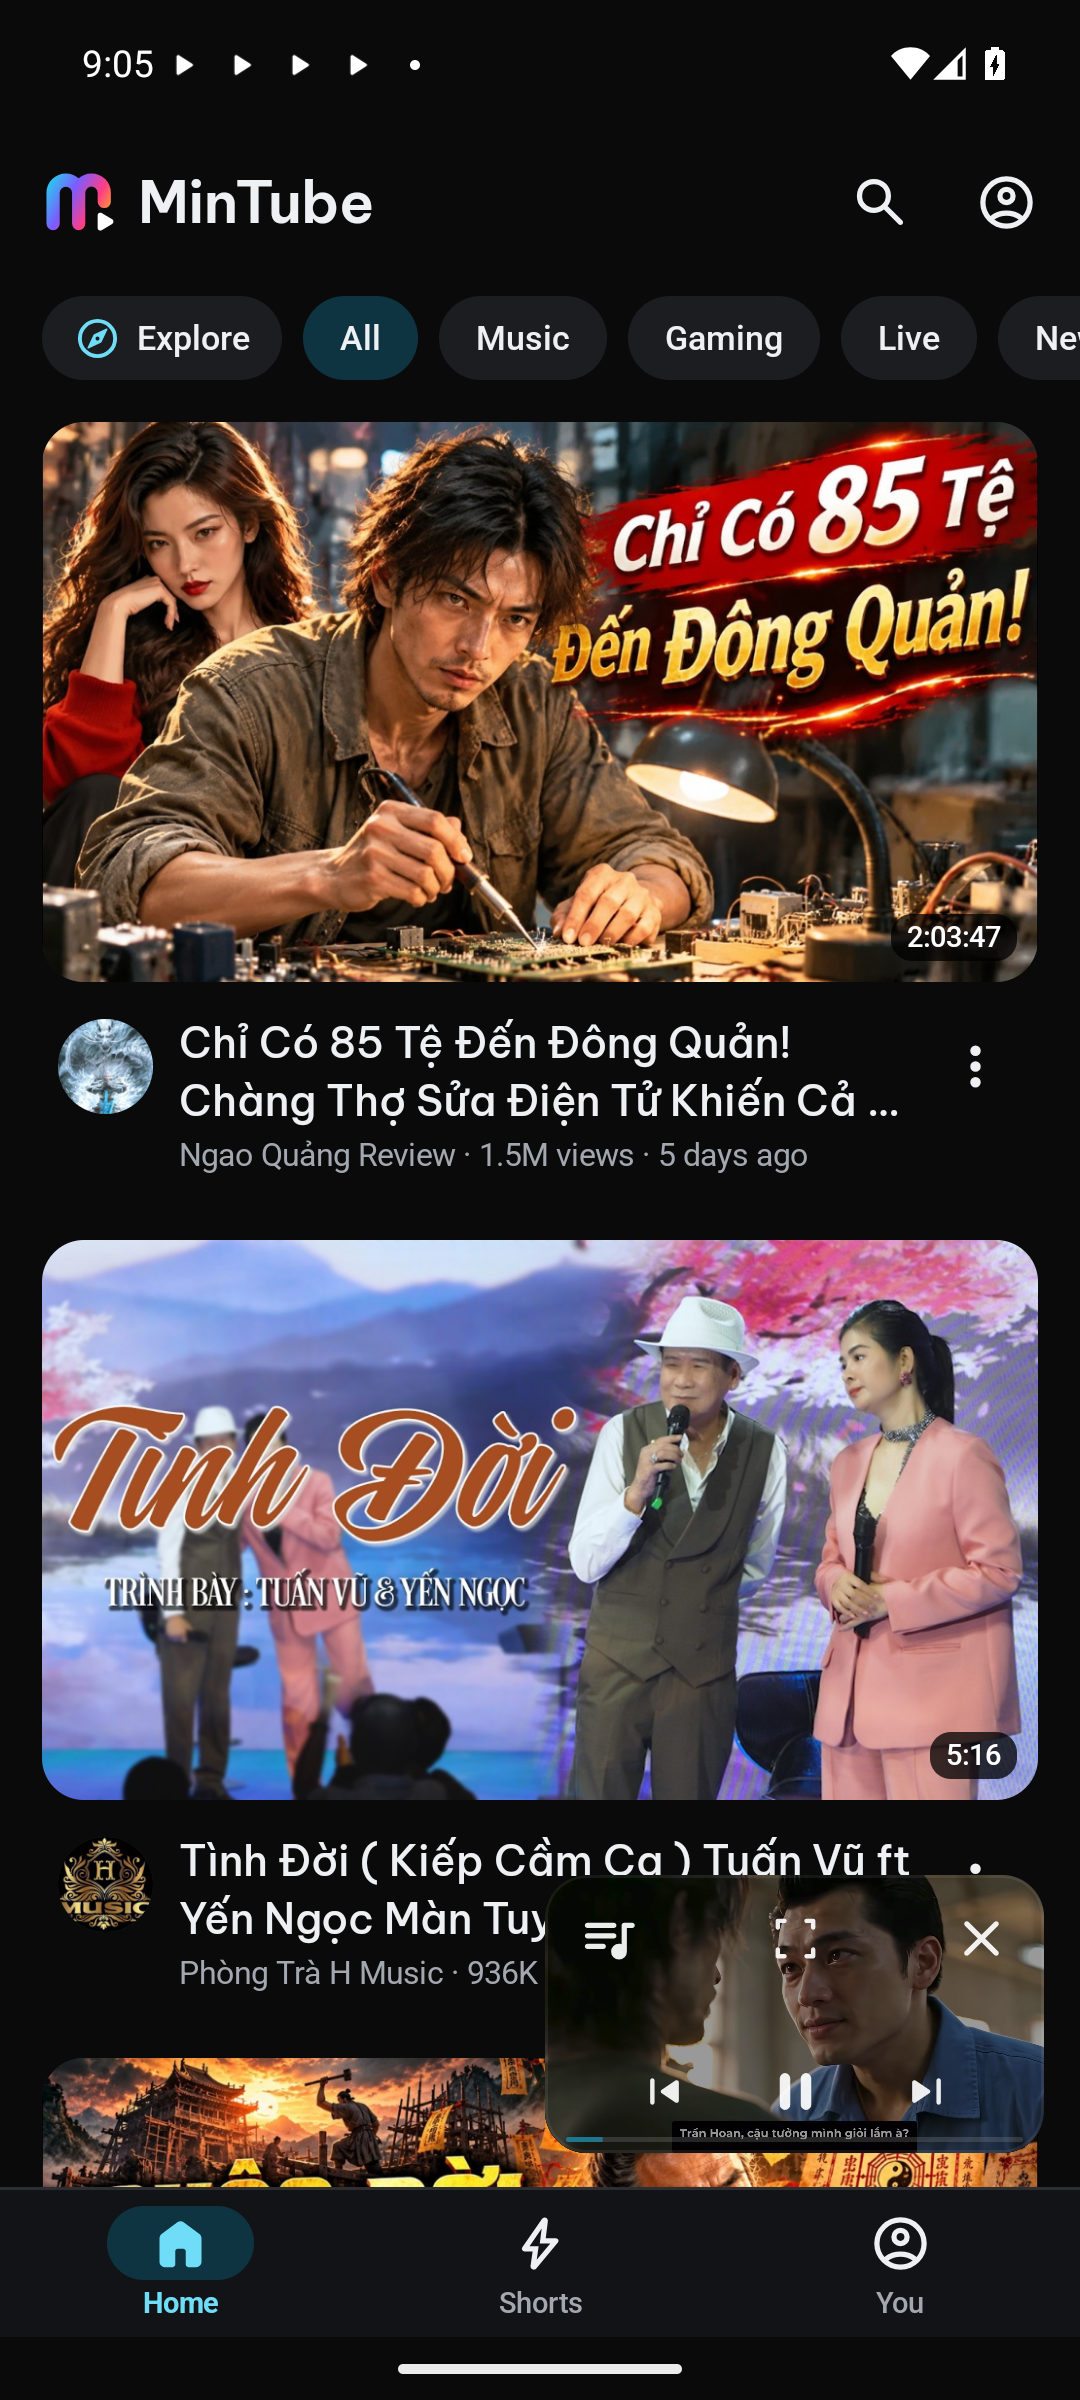 9:05
MinTube
Explore
All
Music
Gaming
Live
Chỉ Có 85 Tệ
Đến Đông Quản!
2:03:47
Chỉ Có 85 Tệ Đến Đông Quản!
Chàng Thợ Sửa Điện Tử Khiến Cả ...
Ngao Quảng Review · 1.5M views · 5 days ago
Tình Đời
TRÌNH BÀY : TUẤN VŨ & YẾN NGỌC
5:16
H
MUSIC
Tình Đời ( Kiếp Cầm Ca ) Tuấn Vũ ft
Yến Ngọc Màn Tuy
Phòng Trà H Music · 936K
Trần Hoan, cậu tưởng mình giỏi lắm à?
Home
Shorts
You